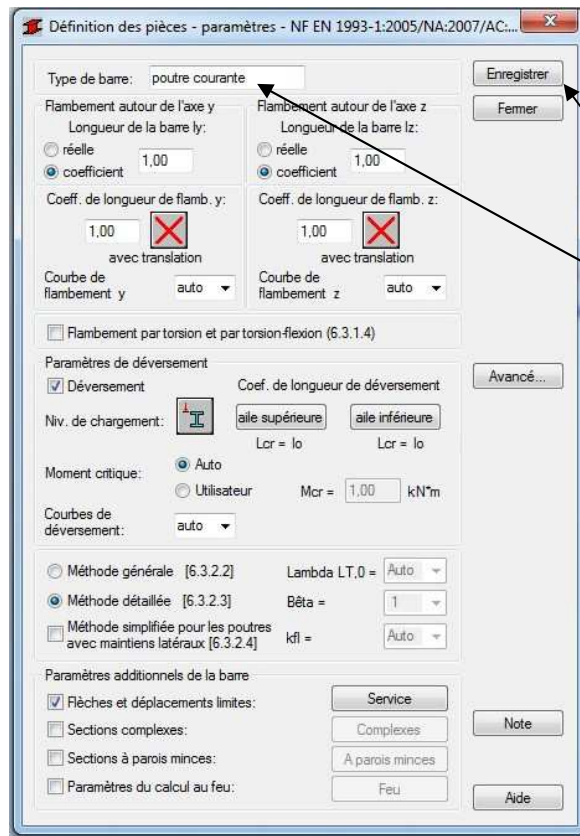 Définition des pièces - paramètres - NF EN 1993-1:2005/NA:2007/AC:...
Type de barre: poutre courante
Enregistrer
Fermer
Flambement autour de l'axe y
Longueur de la barre ly:
réelle
coefficient
1,00
Flambement autour de l'axe z
Longueur de la barre lz:
réelle
coefficient
1,00
Coeff. de longueur de flamb. y:
1,00
avec translation
Courbe de
flambement y
auto
Coeff. de longueur de flamb. z:
1,00
avec translation
Courbe de
flambement z
auto
Flambement par torsion et par torsion-flexion (6.3.1.4)
Paramètres de déversement
Déversement
Coef. de longueur de déversement
Avancé...
Niv. de chargement:
aile supérieure
aile inférieure
Lcr = lo
Lcr = lo
Moment critique:
Auto
Utilisateur
Mcr = 1,00 kN*m
Courbes de
déversement:
auto
Méthode générale [6.3.2.2]
Lambda LT,0 = Auto
Méthode détaillée [6.3.2.3]
Bêta = 1
Méthode simplifiée pour les poutres
avec maintiens latéraux [6.3.2.4]
kfl = Auto
Paramètres additionnels de la barre
Flèches et déplacements limites: Service
Sections complexes: Complexes
Note
Sections à parois minces: A parois minces
Paramètres du calcul au feu: Feu
Aide